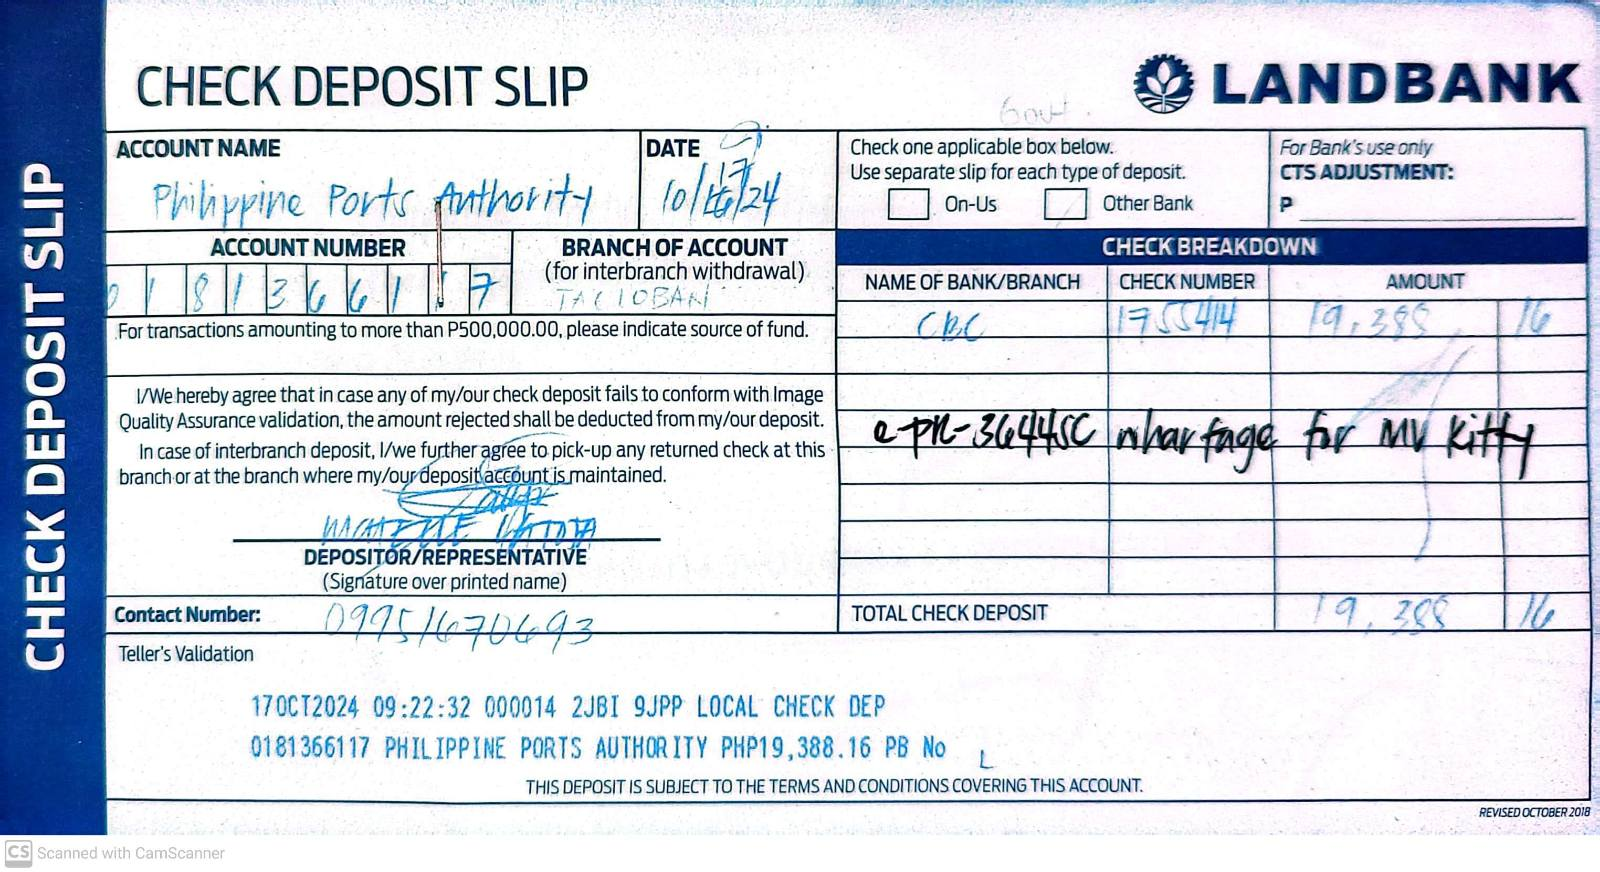 CHECK DEPOSIT SLIP
CHECK DEPOSIT SLIP
LANDBANK
Gov't.
ACCOUNT NAME
Philippine Ports Authority
DATE
10/17/24
Check one applicable box below.
Use separate slip for each type of deposit.
On-Us
Other Bank
For Bank's use only
CTS ADJUSTMENT:
P
ACCOUNT NUMBER
0181366117
BRANCH OF ACCOUNT
(for interbranch withdrawal)
TACLOBAN
For transactions amounting to more than P500,000.00, please indicate source of fund.
CHECK BREAKDOWN
NAME OF BANK/BRANCH CHECK NUMBER AMOUNT
CBC 1755414 19,388 16
e-PR-36445C wharfage for MV Kitty
I/We hereby agree that in case any of my/our check deposit fails to conform with Image
Quality Assurance validation, the amount rejected shall be deducted from my/our deposit.
In case of interbranch deposit, I/we further agree to pick-up any returned check at this
branch or at the branch where my/our deposit account is maintained.
DEPOSITOR/REPRESENTATIVE
(Signature over printed name)
Contact Number: 09951670693
TOTAL CHECK DEPOSIT 19,388 16
Teller's Validation
17OCT2024 09:22:32 000014 2JBI 9JPP LOCAL CHECK DEP
0181366117 PHILIPPINE PORTS AUTHORITY PHP19,388.16 PB No
THIS DEPOSIT IS SUBJECT TO THE TERMS AND CONDITIONS COVERING THIS ACCOUNT.
REVISED OCTOBER 2018
CS Scanned with CamScanner